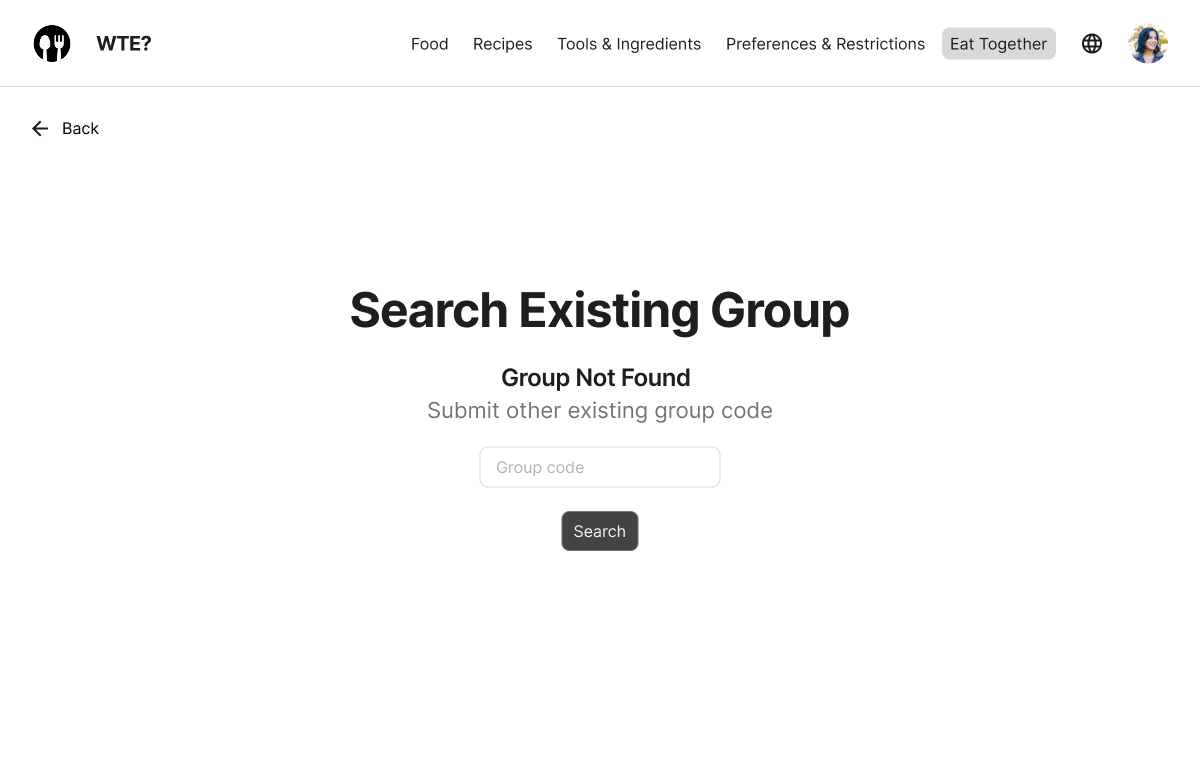 WTE?
Food Recipes Tools & Ingredients Preferences & Restrictions Eat Together
Back
Search Existing Group
Group Not Found
Submit other existing group code
Group code
Search